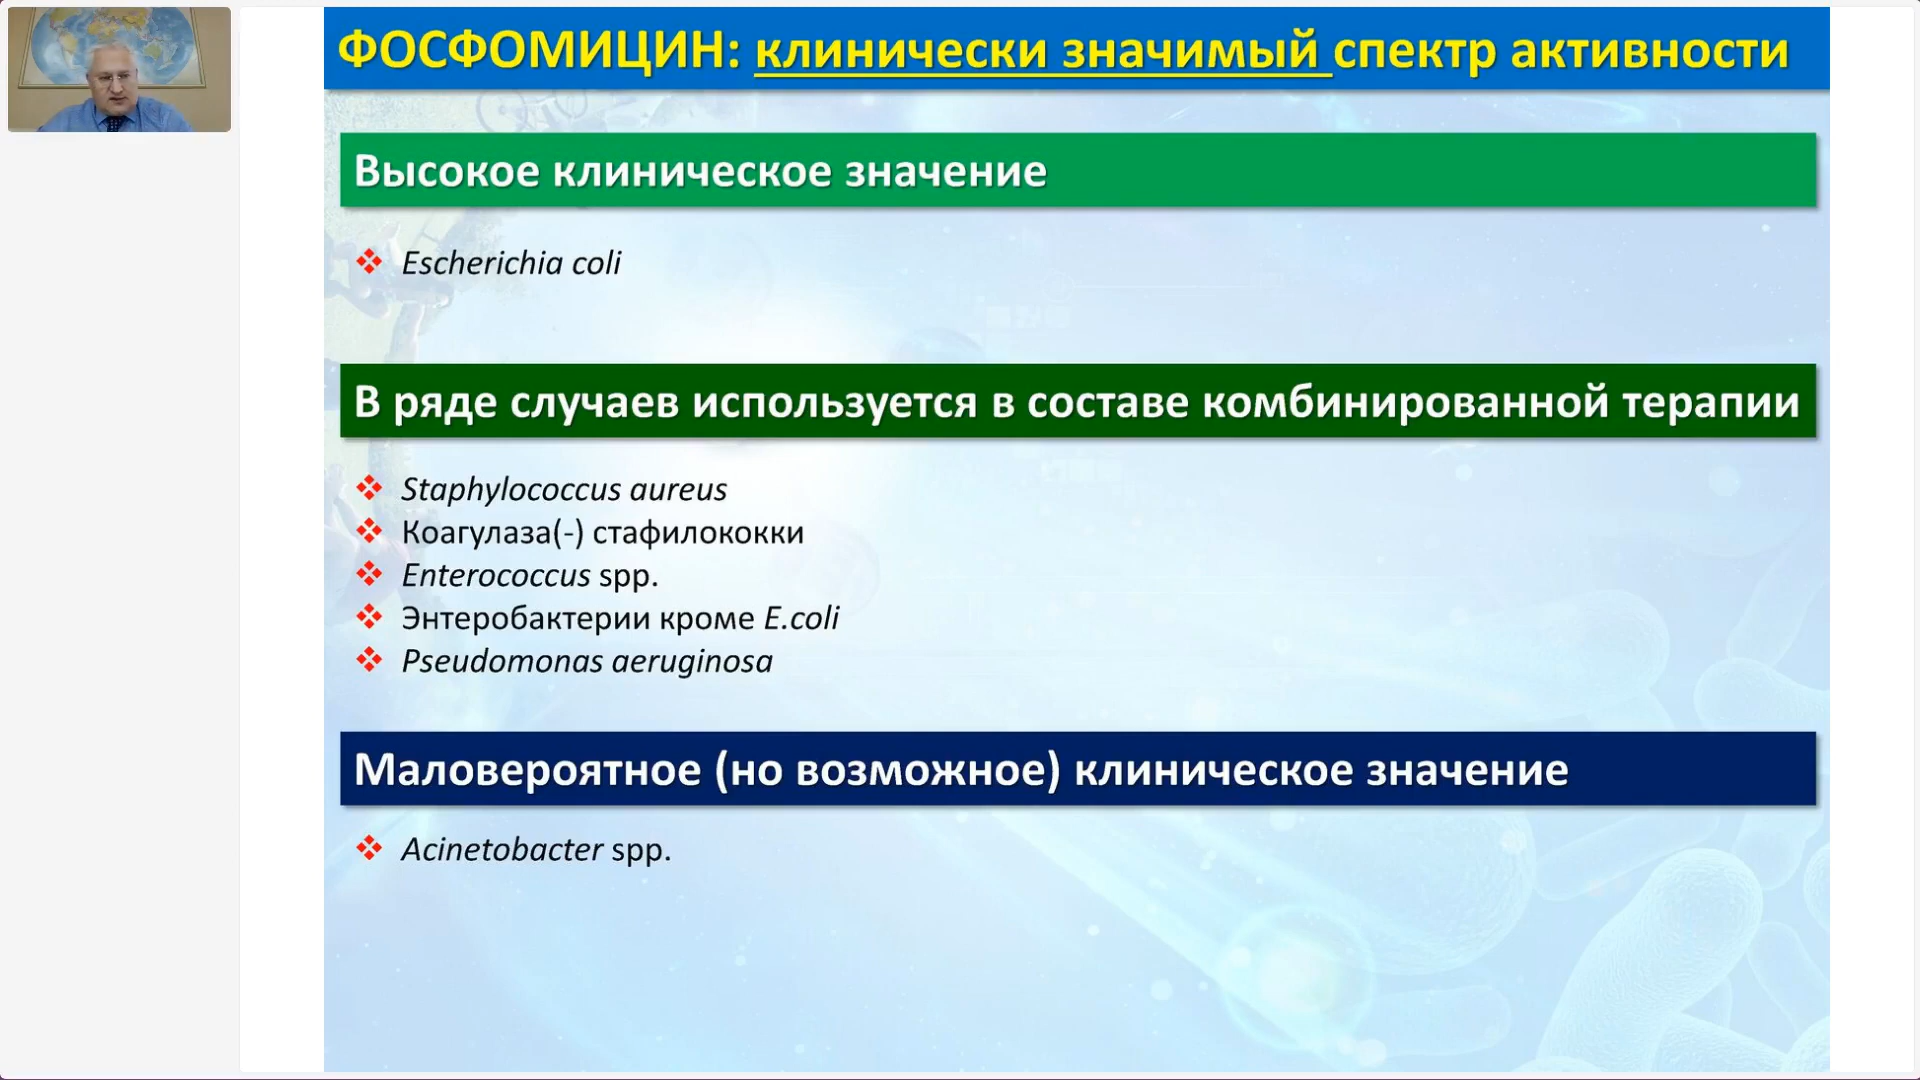 ФОСФОМИЦИН: клинически значимый спектр активности
Высокое клиническое значение
Escherichia coli
В ряде случаев используется в составе комбинированной терапии
Staphylococcus aureus
Коагулаза(-) стафилококки
Enterococcus spp.
Энтеробактерии кроме E.coli
Pseudomonas aeruginosa
Маловероятное (но возможное) клиническое значение
Acinetobacter spp.